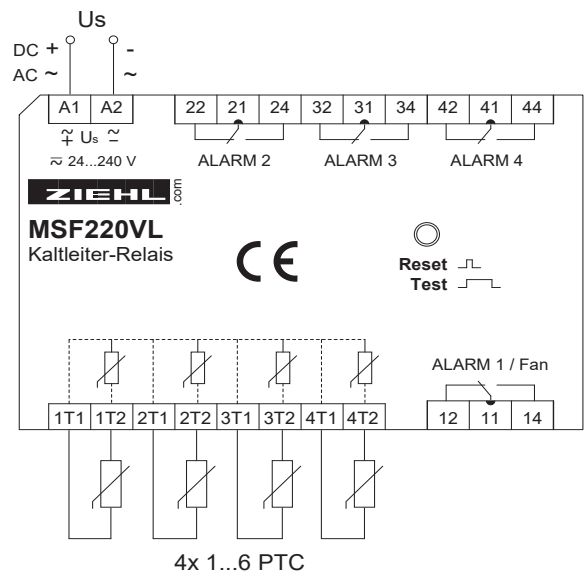 Us
DC + -
AC ~ ~
A1 A2 22 21 24 32 31 34 42 41 44
~ Us ~
+ −
ALARM 2 ALARM 3 ALARM 4
⎓ 24...240 V
ZIEHL .com
MSF220VL
Kaltleiter-Relais
CE
Reset
Test
ALARM 1 / Fan
1T1 1T2 2T1 2T2 3T1 3T2 4T1 4T2 12 11 14
4x 1...6 PTC